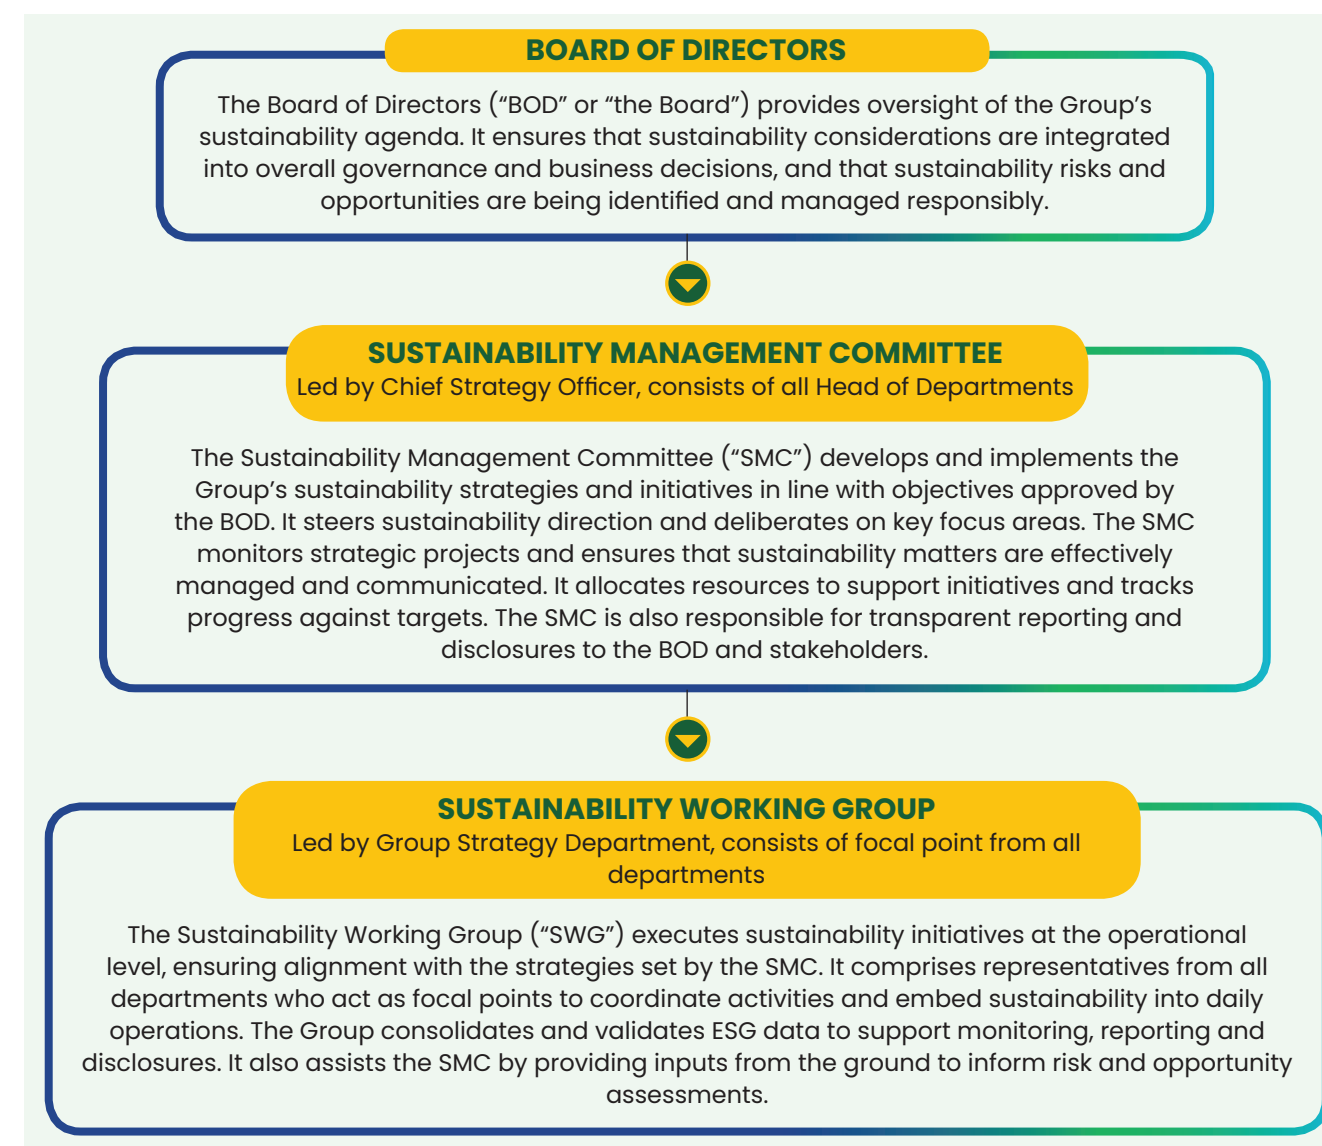 BOARD OF DIRECTORS
The Board of Directors (“BOD” or “the Board”) provides oversight of the Group’s
sustainability agenda. It ensures that sustainability considerations are integrated
into overall governance and business decisions, and that sustainability risks and
opportunities are being identified and managed responsibly.
SUSTAINABILITY MANAGEMENT COMMITTEE
Led by Chief Strategy Officer, consists of all Head of Departments
The Sustainability Management Committee (“SMC”) develops and implements the
Group’s sustainability strategies and initiatives in line with objectives approved by
the BOD. It steers sustainability direction and deliberates on key focus areas. The SMC
monitors strategic projects and ensures that sustainability matters are effectively
managed and communicated. It allocates resources to support initiatives and tracks
progress against targets. The SMC is also responsible for transparent reporting and
disclosures to the BOD and stakeholders.
SUSTAINABILITY WORKING GROUP
Led by Group Strategy Department, consists of focal point from all
departments
The Sustainability Working Group (“SWG”) executes sustainability initiatives at the operational
level, ensuring alignment with the strategies set by the SMC. It comprises representatives from all
departments who act as focal points to coordinate activities and embed sustainability into daily
operations. The Group consolidates and validates ESG data to support monitoring, reporting and
disclosures. It also assists the SMC by providing inputs from the ground to inform risk and opportunity
assessments.